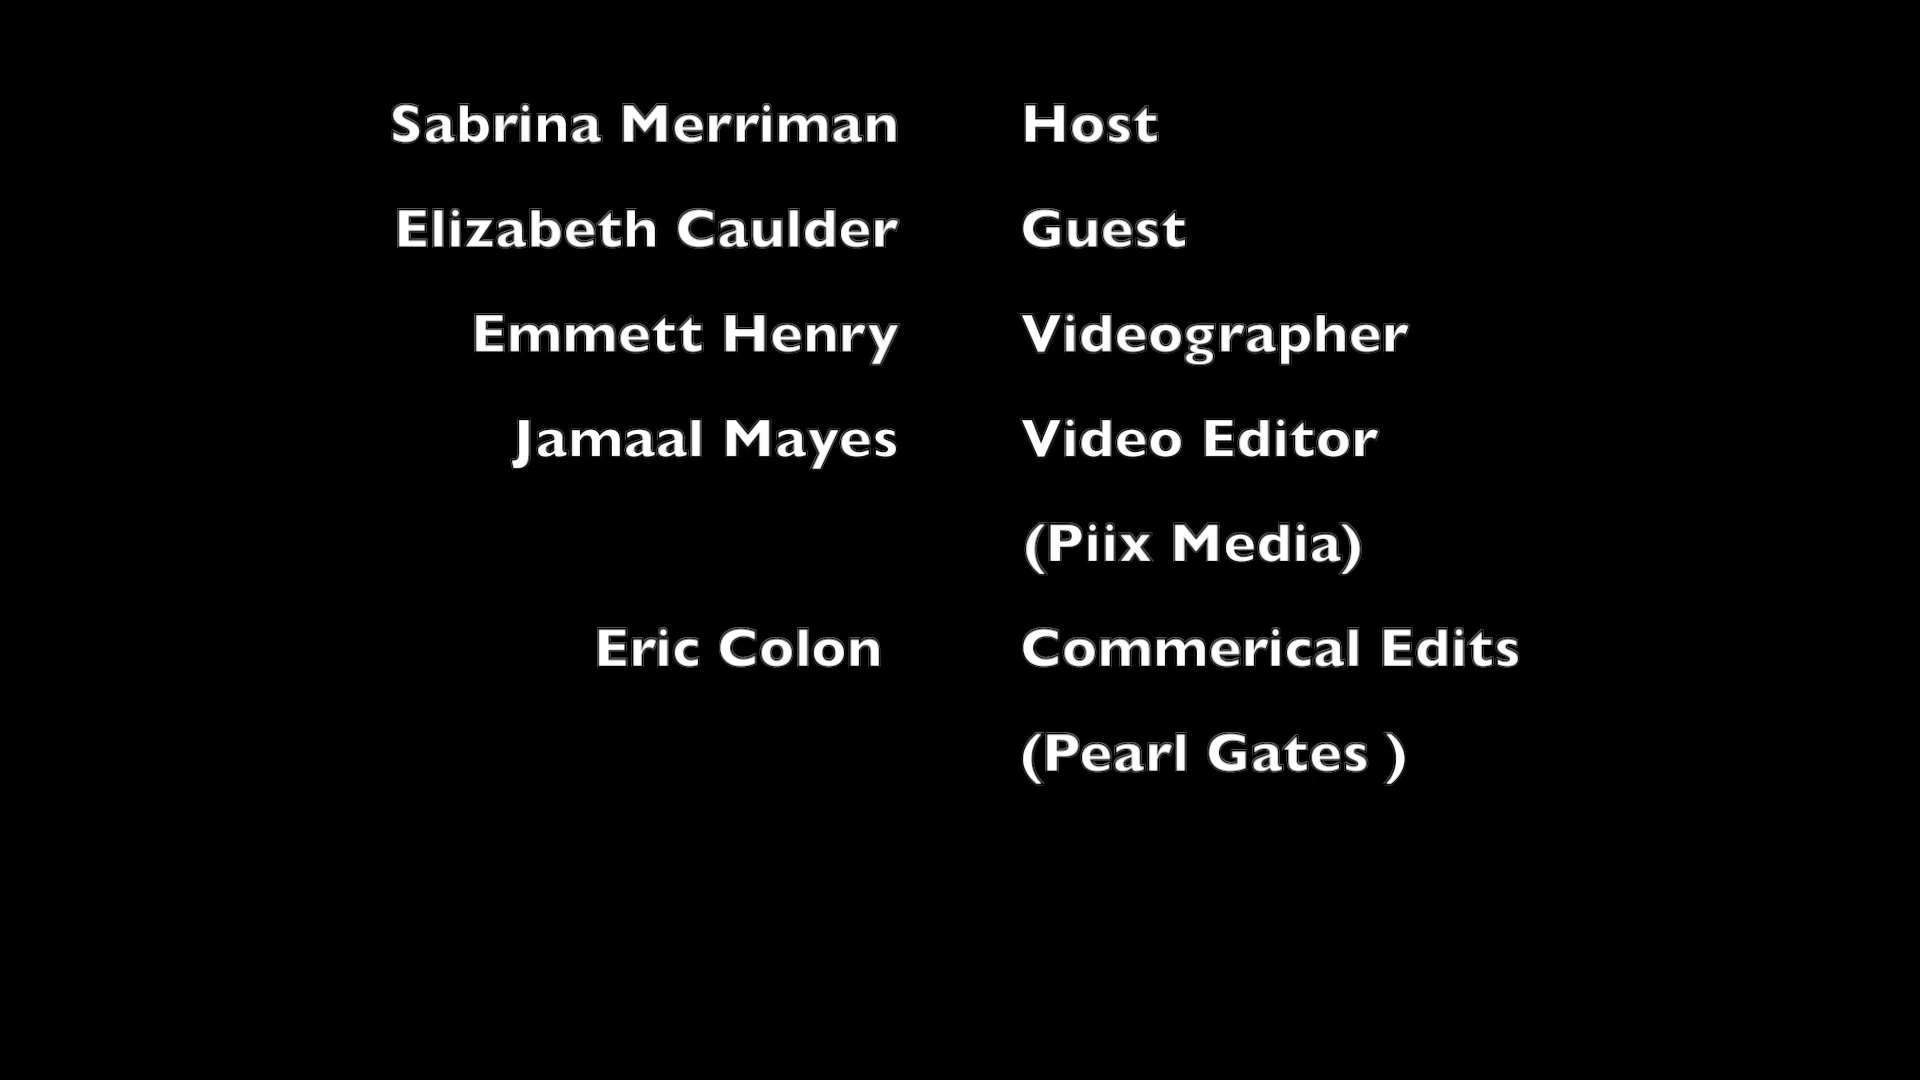 Sabrina Merriman Host
Elizabeth Caulder Guest
Emmett Henry Videographer
Jamaal Mayes Video Editor
(Piix Media)
Eric Colon Commerical Edits
(Pearl Gates )